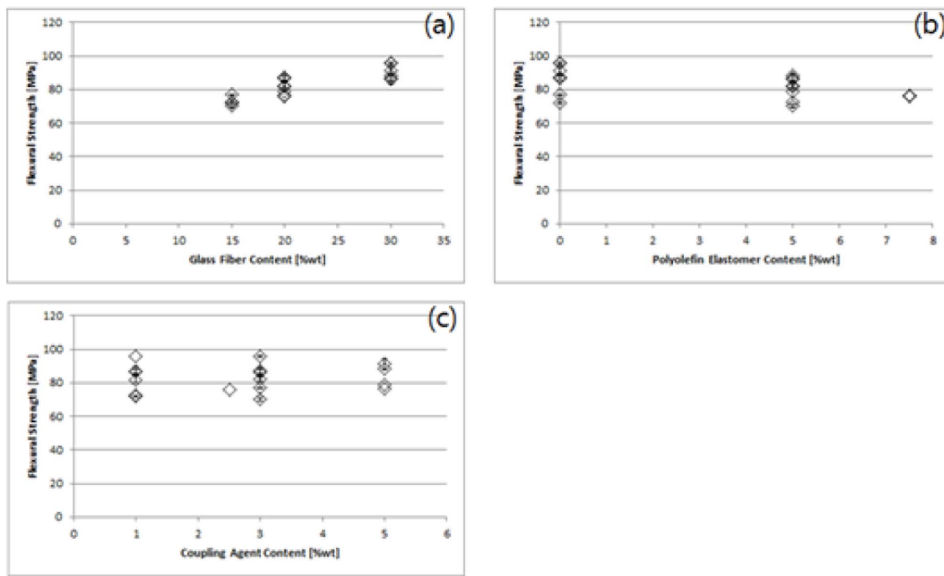 (a)
120
100
80
60
40
20
0
Flexural Strength [MPa]
0 5 10 15 20 25 30 35
Glass Fiber Content [%wt]
(b)
120
100
80
60
40
20
0
Flexural Strength [MPa]
0 1 2 3 4 5 6 7 8
Polyolefin Elastomer Content [%wt]
(c)
120
100
80
60
40
20
0
Flexural Strength [MPa]
0 1 2 3 4 5 6
Coupling Agent Content [%wt]